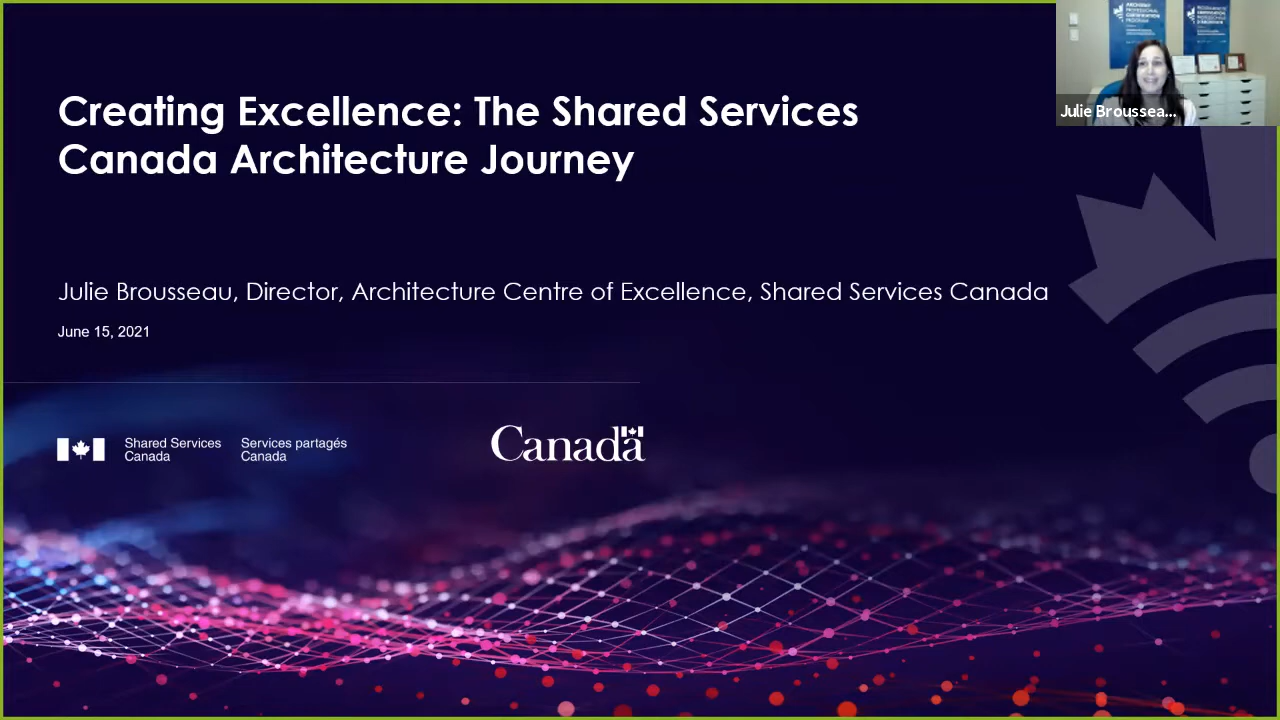 Creating Excellence: The Shared Services
Canada Architecture Journey
Julie Brousseau, Director, Architecture Centre of Excellence, Shared Services Canada
June 15, 2021
Shared Services
Canada
Services partagés
Canada
Canada
Julie Broussea...